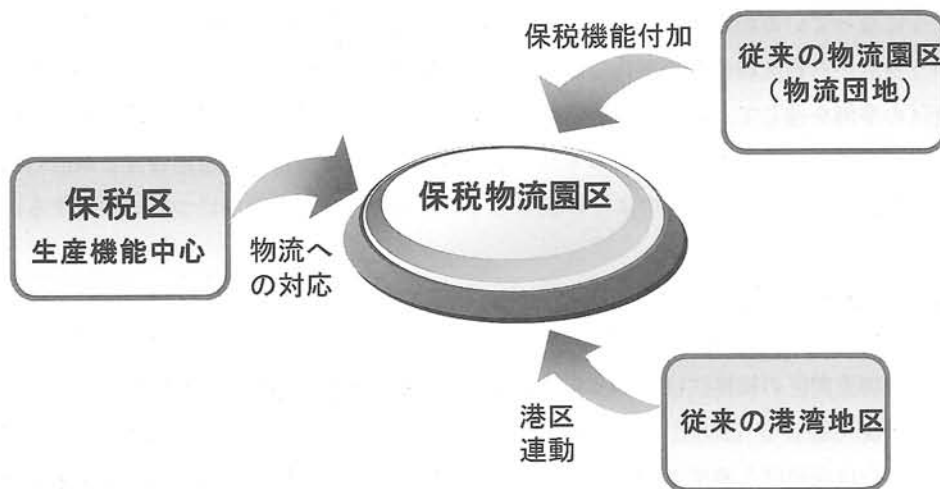 保税機能付加
従来の物流園区
（物流団地）
保税区
生産機能中心
物流へ
の対応
保税物流園区
港区
連動
従来の港湾地区